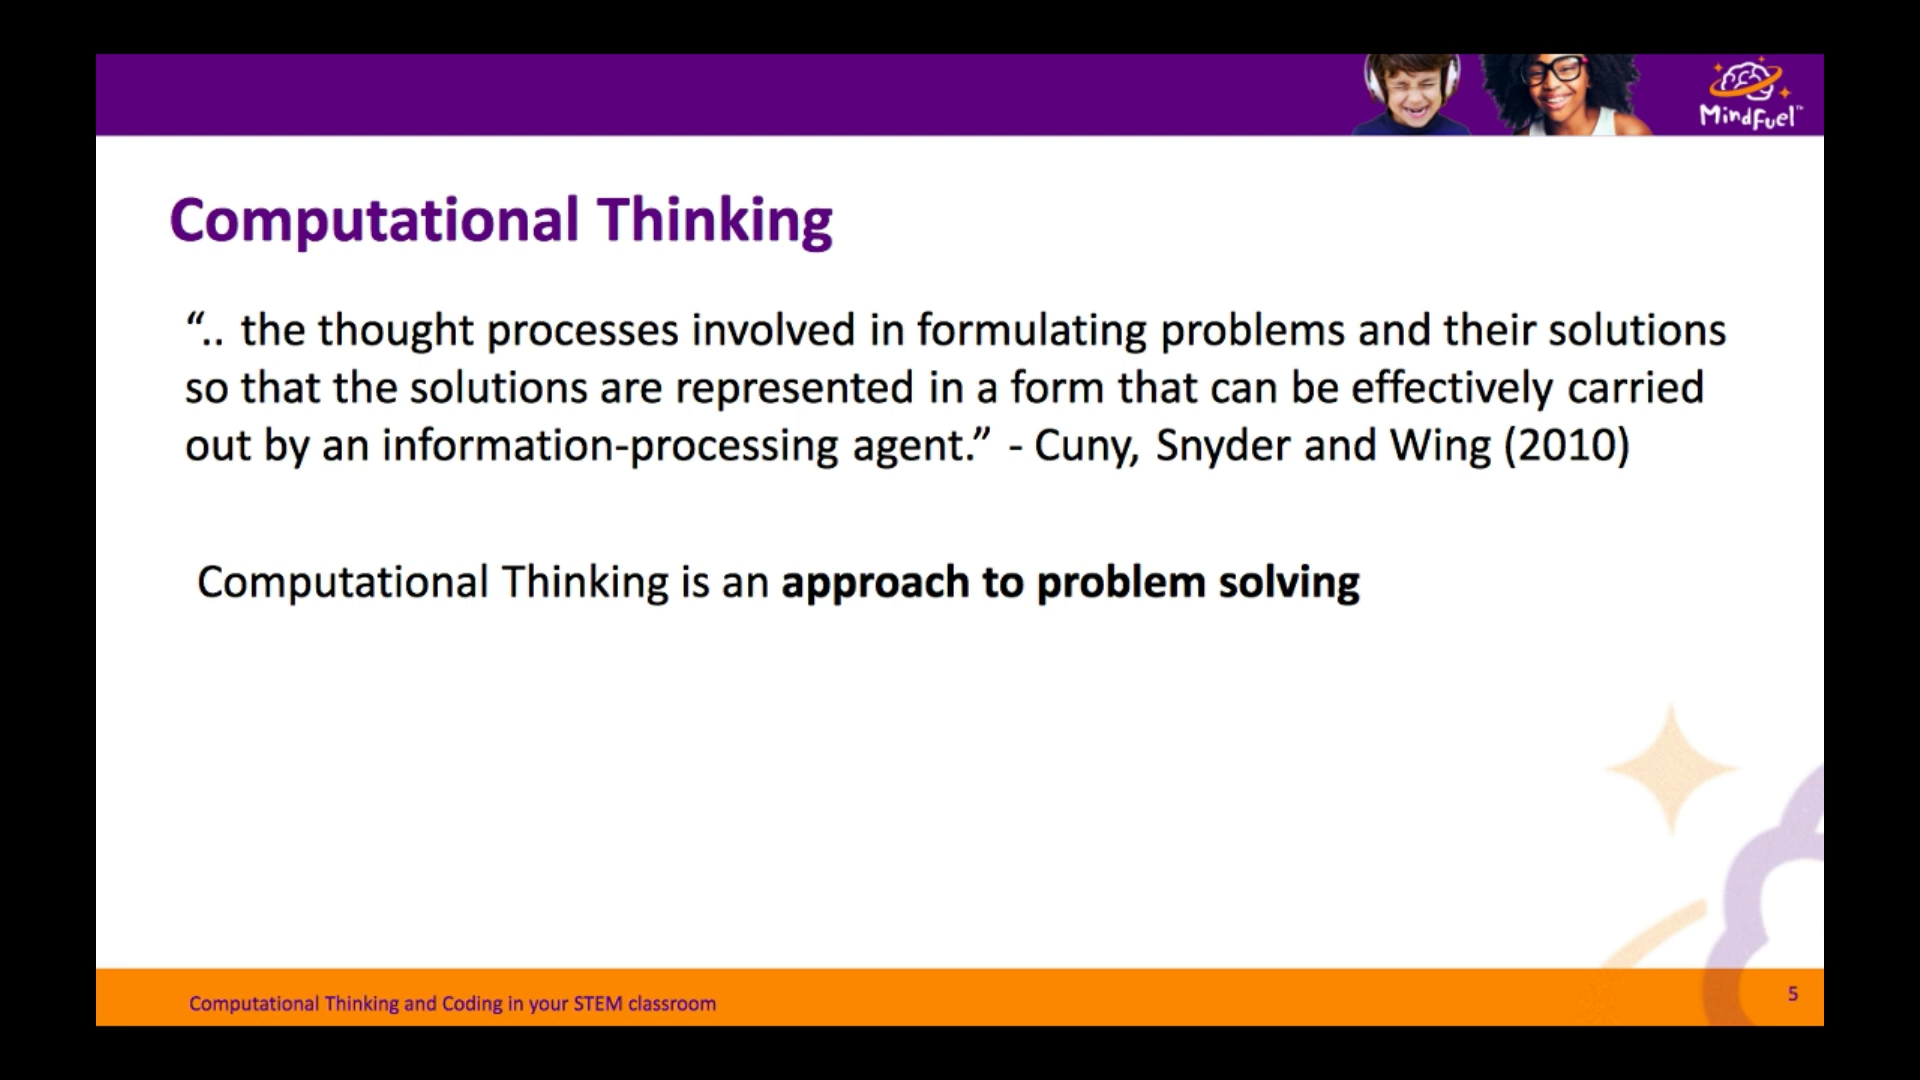 MindFuel™
Computational Thinking
“.. the thought processes involved in formulating problems and their solutions
so that the solutions are represented in a form that can be effectively carried
out by an information-processing agent.” - Cuny, Snyder and Wing (2010)
Computational Thinking is an approach to problem solving
Computational Thinking and Coding in your STEM classroom
5